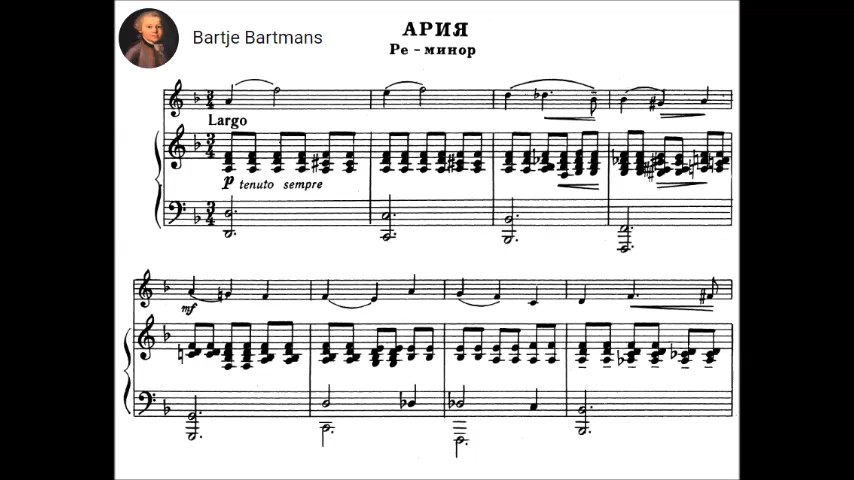 Bartje Bartmans
АРИЯ
Ре - минор
Largo
p tenuto sempre
mf